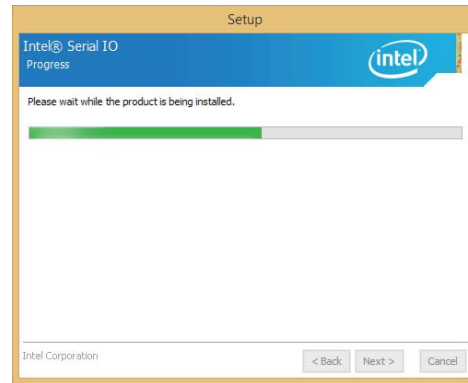 Setup
Intel® Serial IO
Progress
intel
Please wait while the product is being installed.
Intel Corporation
< Back Next > Cancel